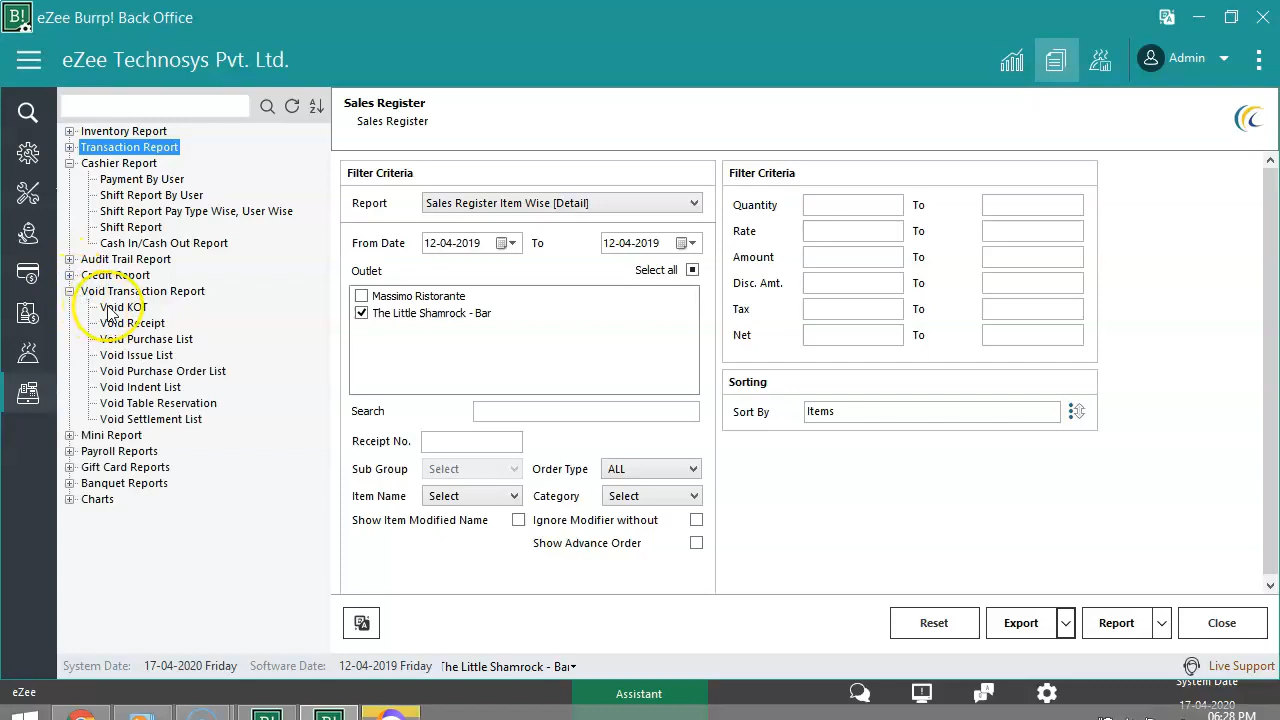 B! eZee Burrp! Back Office
eZee Technosys Pvt. Ltd.
Admin
Sales Register
Sales Register
Inventory Report
Transaction Report
Cashier Report
Payment By User
Shift Report By User
Shift Report Pay Type Wise, User Wise
Shift Report
Cash In/Cash Out Report
Audit Trail Report
Credit Report
Void Transaction Report
Void KOT
Void Receipt
Void Purchase List
Void Issue List
Void Purchase Order List
Void Indent List
Void Table Reservation
Void Settlement List
Mini Report
Payroll Reports
Gift Card Reports
Banquet Reports
Charts
Filter Criteria
Report Sales Register Item Wise [Detail]
From Date 12-04-2019 To 12-04-2019
Outlet Select all
Massimo Ristorante
The Little Shamrock - Bar
Search
Receipt No.
Sub Group Select Order Type ALL
Item Name Select Category Select
Show Item Modified Name Ignore Modifier without
Show Advance Order
Filter Criteria
Quantity To
Rate To
Amount To
Disc. Amt. To
Tax To
Net To
Sorting
Sort By Items
Reset Export Report Close
System Date: 17-04-2020 Friday Software Date: 12-04-2019 Friday The Little Shamrock - Bar Live Support
eZee Assistant System Date
17-04-2020
06:28 PM